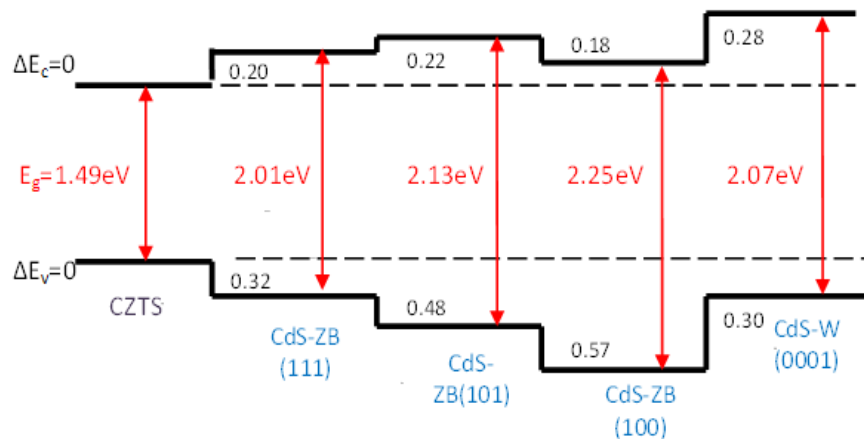 ΔEc=0
0.20
0.22
0.18
0.28
Eg=1.49eV
2.01eV
2.13eV
2.25eV
2.07eV
ΔEv=0
CZTS
0.32
0.48
0.57
0.30
CdS-ZB
(111)
CdS-
ZB(101)
CdS-ZB
(100)
CdS-W
(0001)